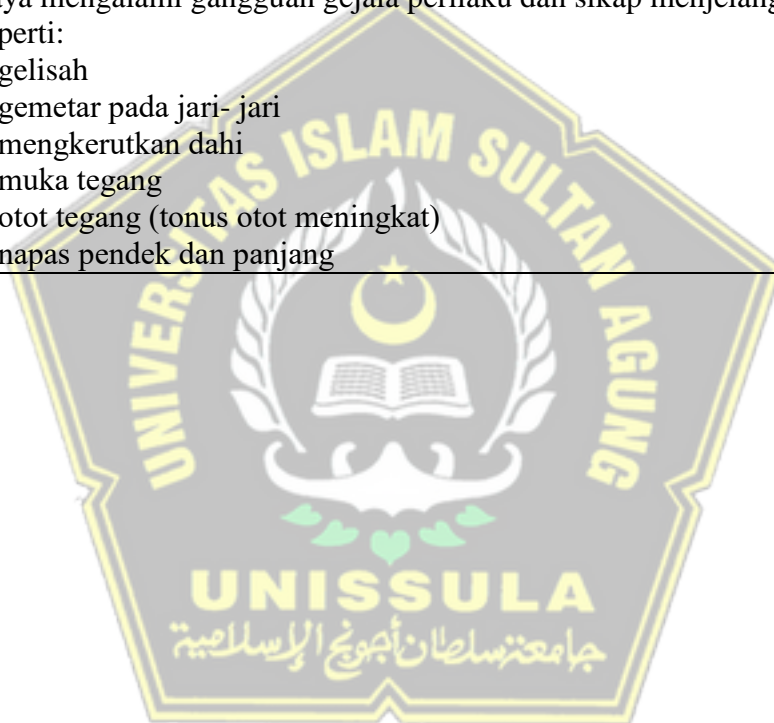 ya mengalami gangguan gejala perilaku dan sikap menjelang
perti:
gelisah
gemetar pada jari- jari
mengkerutkan dahi
muka tegang
otot tegang (tonus otot meningkat)
napas pendek dan panjang
UNIVERSITAS ISLAM SULTAN AGUNG
UNISSULA
جامعة سلطان أجونج الإسلامية